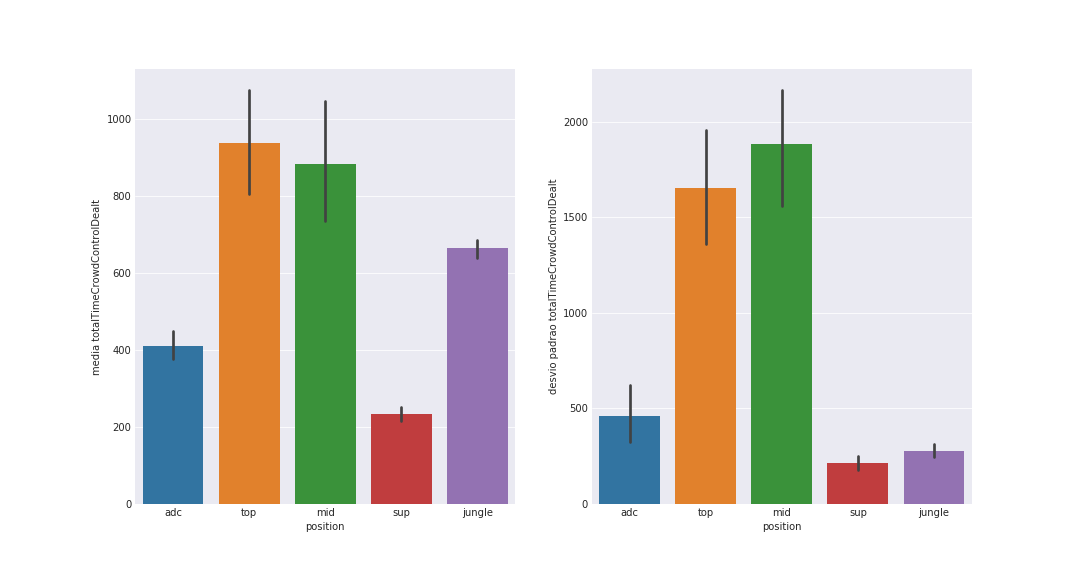 media totalTimeCrowdControlDealt
1000
800
600
400
200
0
adc top mid sup jungle
position
desvio padrao totalTimeCrowdControlDealt
2000
1500
1000
500
0
adc top mid sup jungle
position